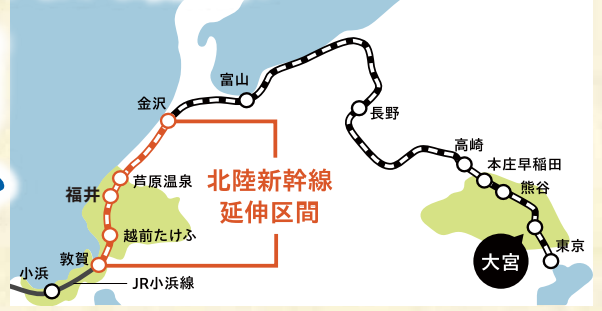 富山
金沢
長野
高崎
本庄早稲田
熊谷
芦原温泉
福井
北陸新幹線
延伸区間
越前たけふ
東京
大宮
敦賀
小浜
JR小浜線